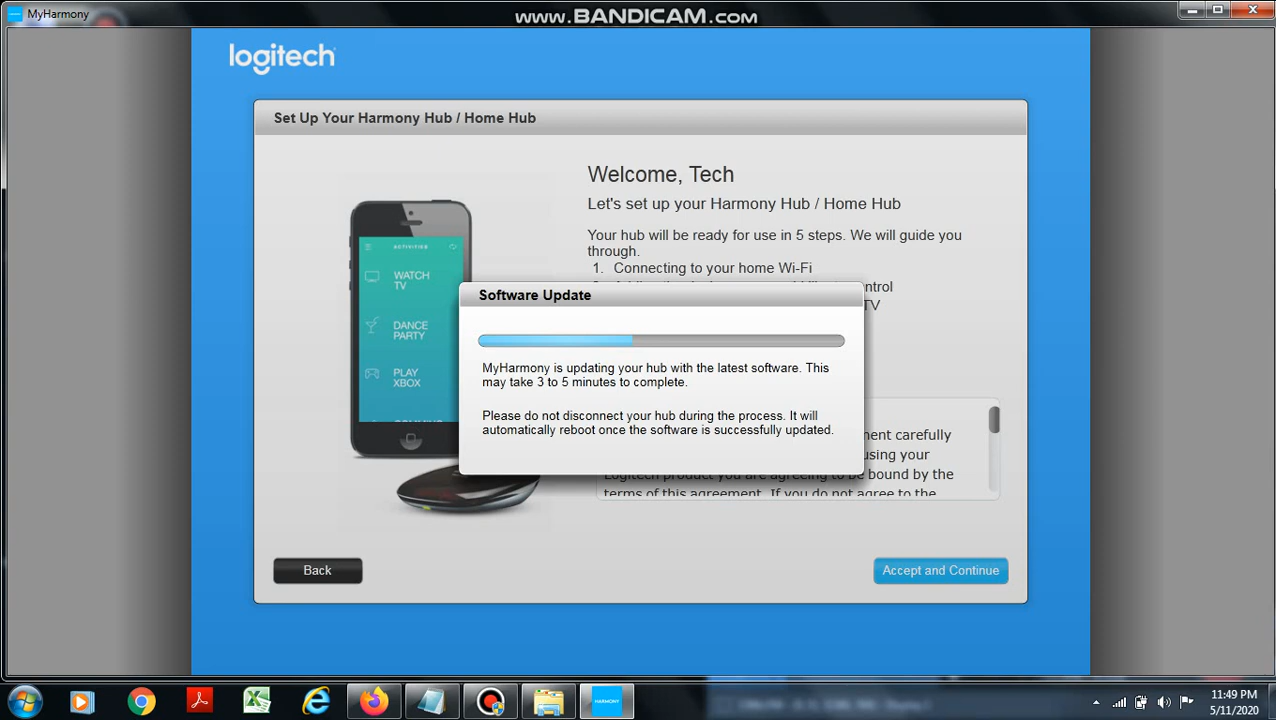 MyHarmony
www.BANDICAM.com
logitech
Set Up Your Harmony Hub / Home Hub
Welcome, Tech
Let's set up your Harmony Hub / Home Hub
Your hub will be ready for use in 5 steps. We will guide you
through.
1. Connecting to your home Wi-Fi
control
TV
ACTIVITIES
WATCH
TV
DANCE
PARTY
PLAY
XBOX
Software Update
MyHarmony is updating your hub with the latest software. This
may take 3 to 5 minutes to complete.
Please do not disconnect your hub during the process. It will
automatically reboot once the software is successfully updated.
carefully
using your
Logitech product you are agreeing to be bound by the
terms of this agreement. If you do not agree to the
Back
Accept and Continue
HARMONY
11:49 PM
5/11/2020